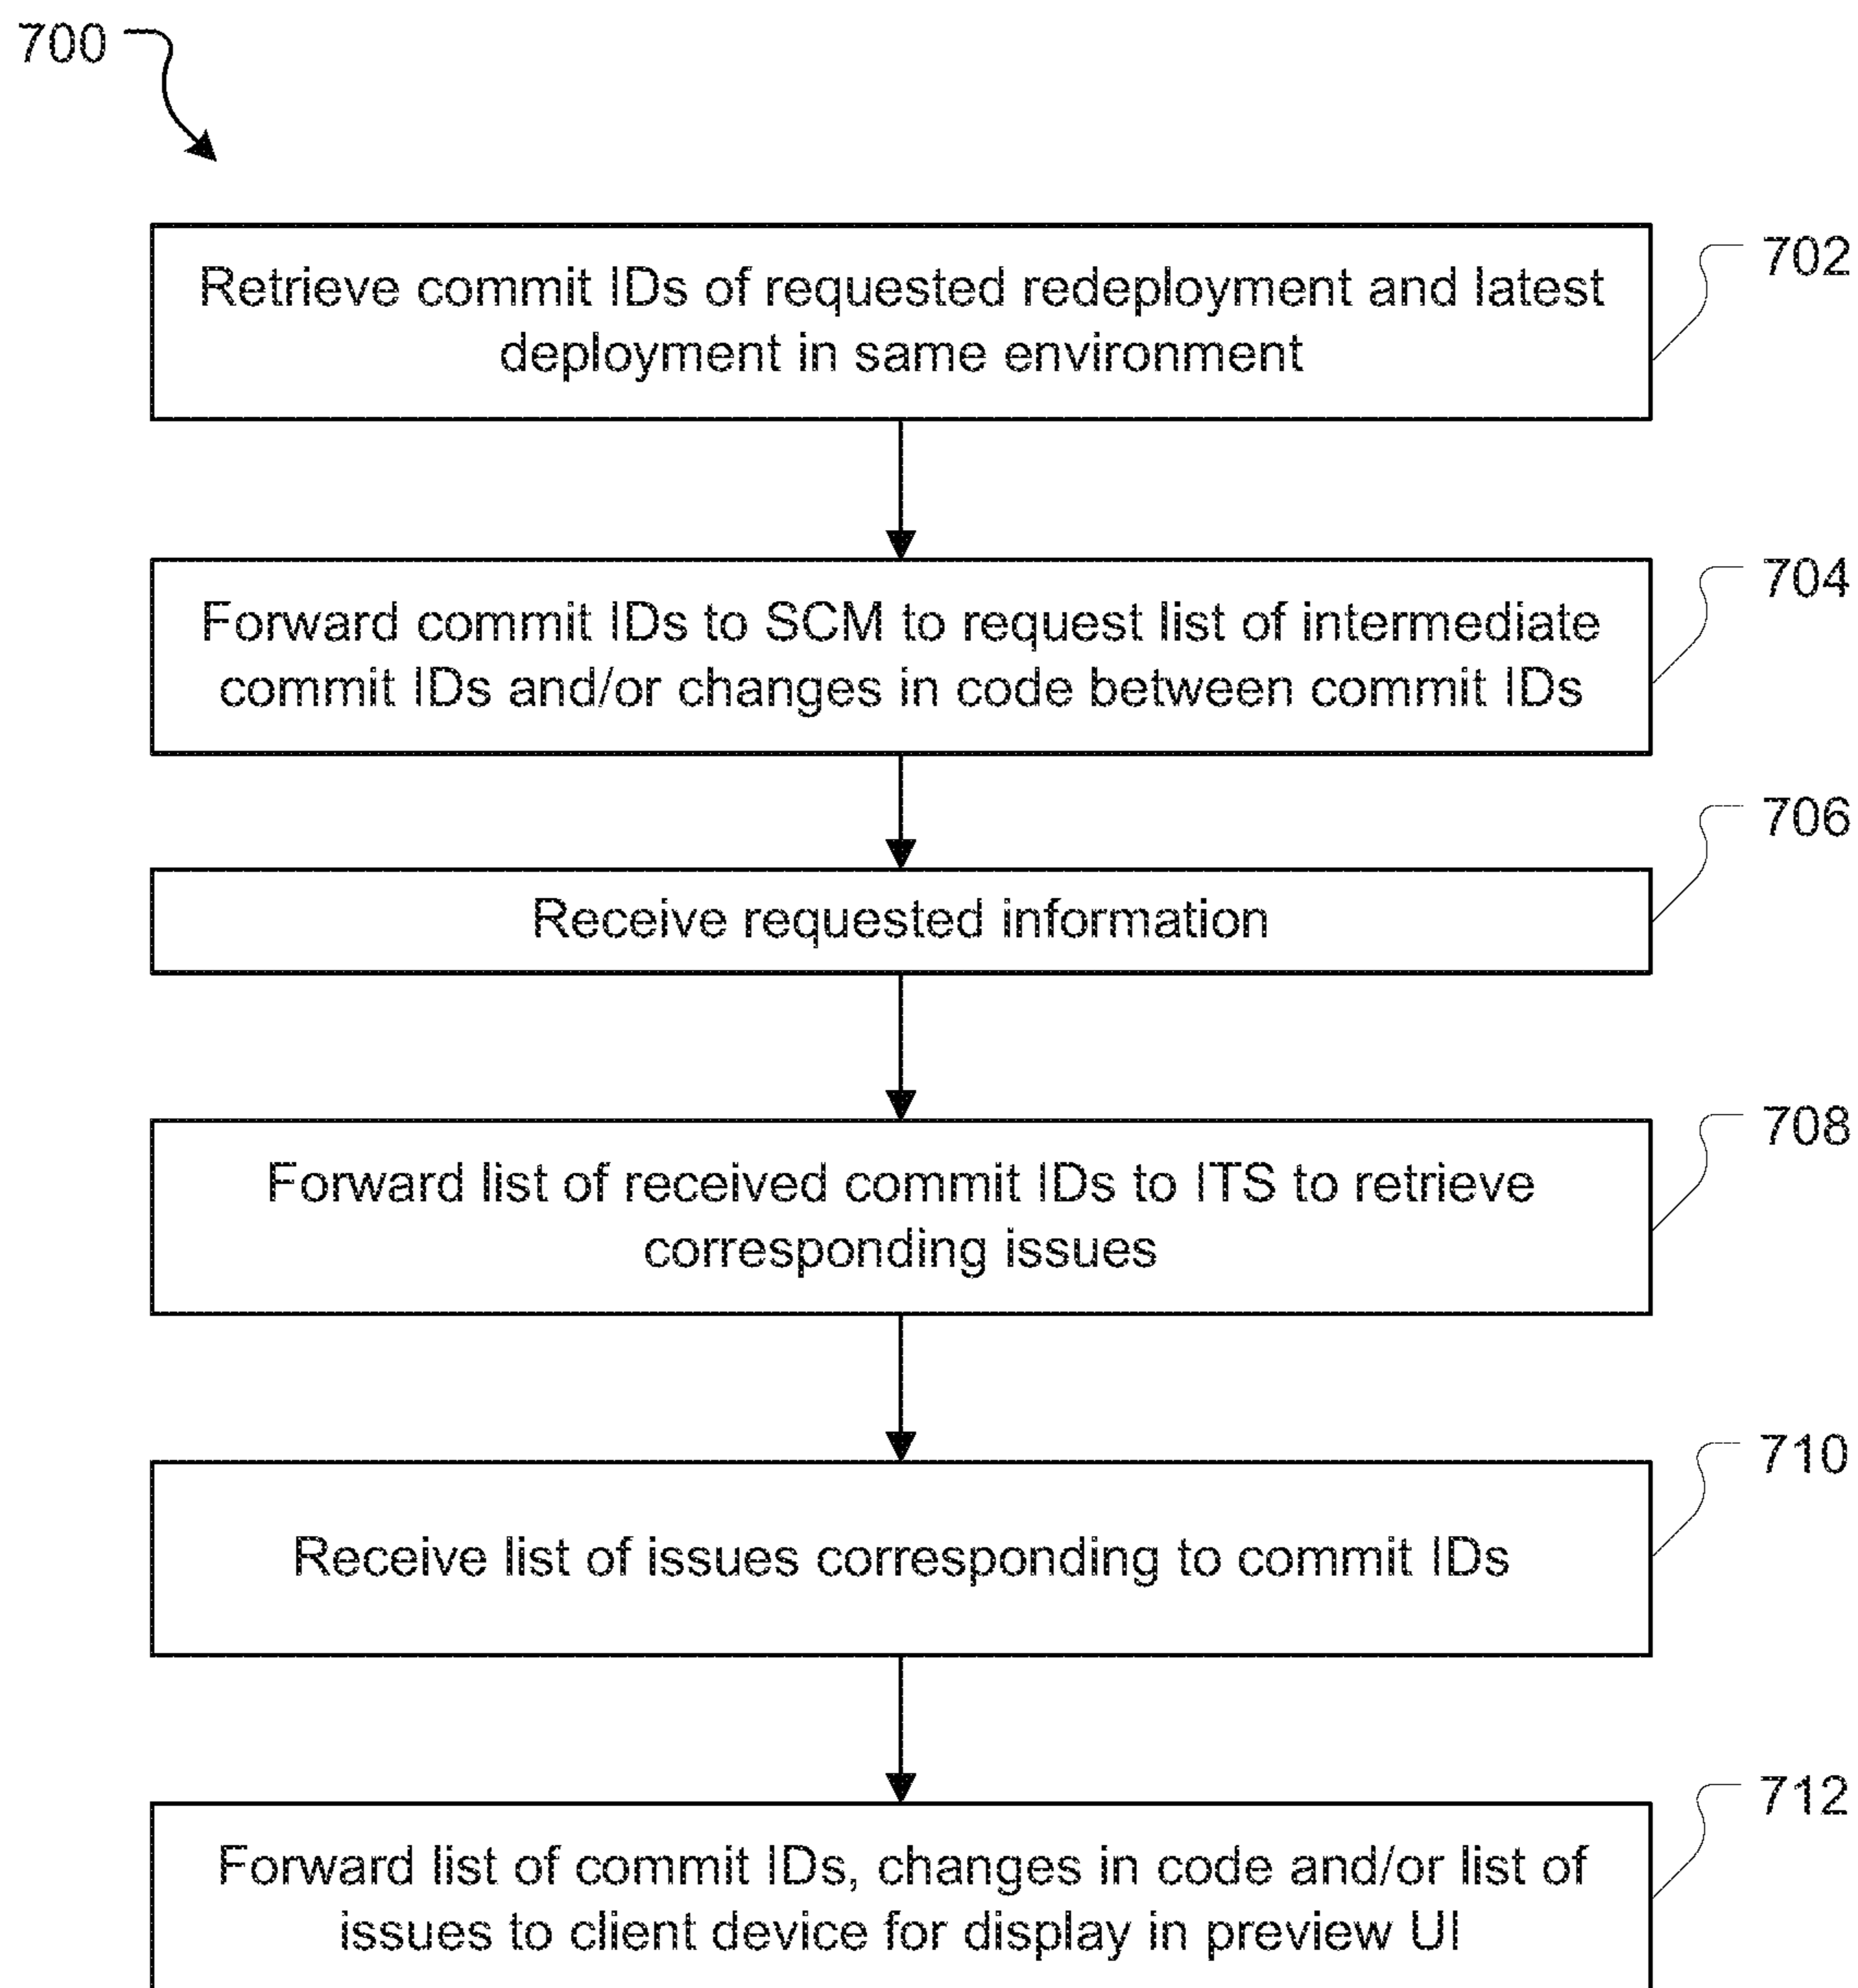 700
702
Retrieve commit IDs of requested redeployment and latest
deployment in same environment
704
Forward commit IDs to SCM to request list of intermediate
commit IDs and/or changes in code between commit IDs
706
Receive requested information
708
Forward list of received commit IDs to ITS to retrieve
corresponding issues
710
Receive list of issues corresponding to commit IDs
712
Forward list of commit IDs, changes in code and/or list of
issues to client device for display in preview UI